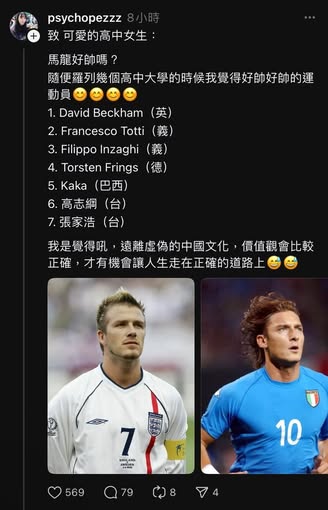 psychopezzz 8小時
致 可愛的高中女生：
馬龍好帥嗎？
隨便羅列幾個高中大學的時候我覺得好帥好帥的運
動員😊😊😊😊
1. David Beckham（英）
2. Francesco Totti（義）
3. Filippo Inzaghi（義）
4. Torsten Frings（德）
5. Kaka（巴西）
6. 高志綱（台）
7. 張家浩（台）
我是覺得吼，遠離虛偽的中國文化，價值觀會比較
正確，才有機會讓人生走在正確的道路上😅😅
7
10
569 79 8 4